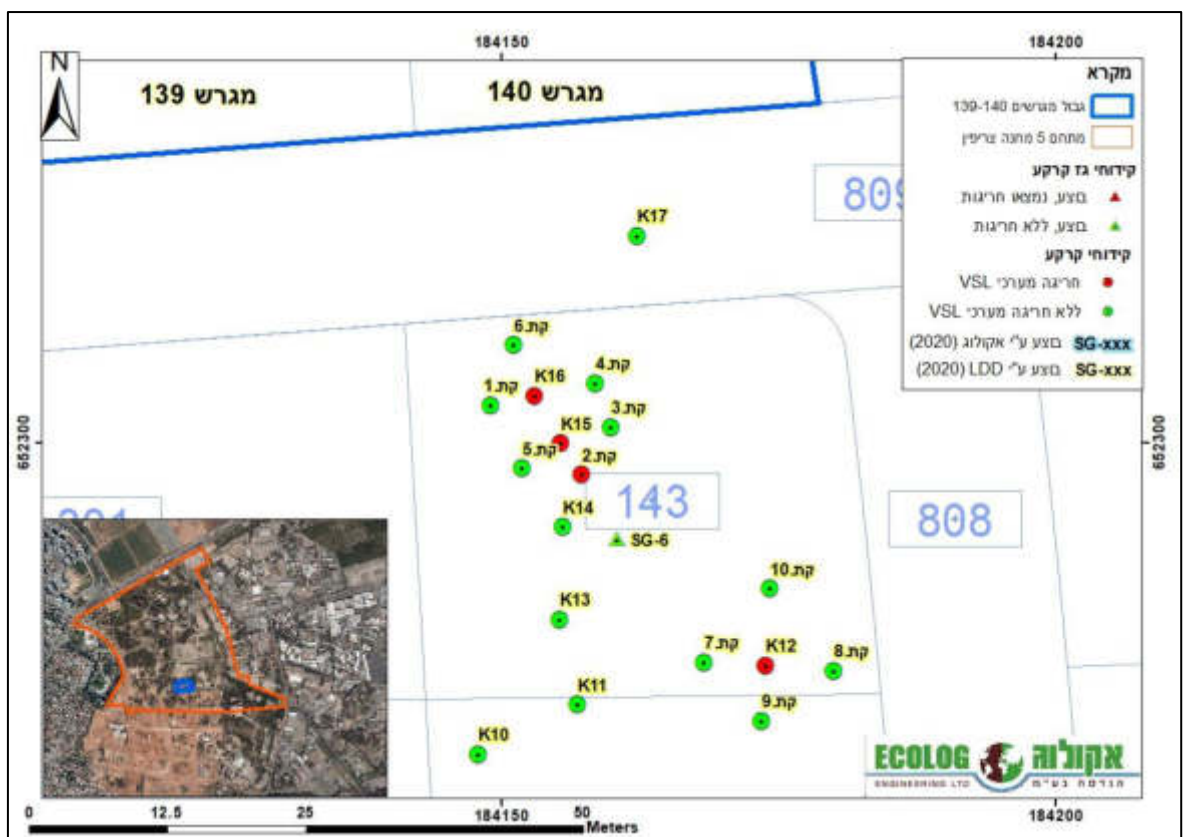 184150 184200
N
מגרש 139 מגרש 140
מקרא
גבול מגרשים 139-140
מתחם 5 מחנה צריפין
קידוחי גז קרקע
בוצע, נמצאו חריגות
בוצע, ללא חריגות
קידוחי קרקע
חריגה מערכי VSL
ללא חריגה מערכי VSL
SG-xxx בוצע ע"י אקולוג (2020)
SG-xxx בוצע ע"י LDD (2020)
809
K17
קת.6
קת.4
K16
קת.1
קת.3
K15
652300 652300
קת.5
קת.2
143
808
K14
SG-6
קת.10
K13
קת.7
K12
קת.8
K11
קת.9
K10
ECOLOG אקולוג
ENGINEERING LTD הנדסה בע"מ
0 12.5 25 50 Meters
184150 184200